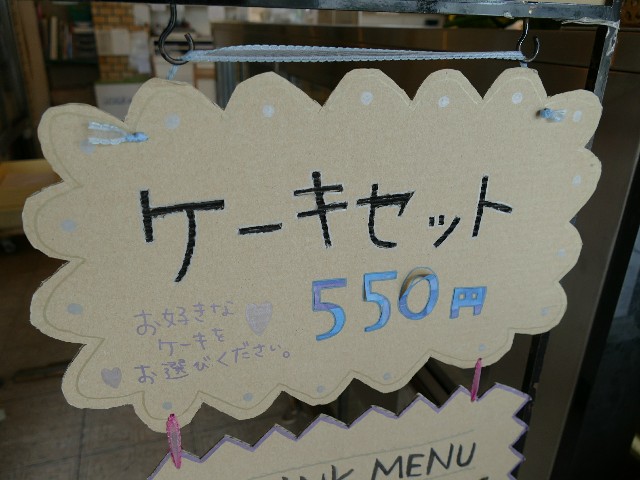 ケーキセット
550円
お好きな
ケーキを
お選びください。
MENU